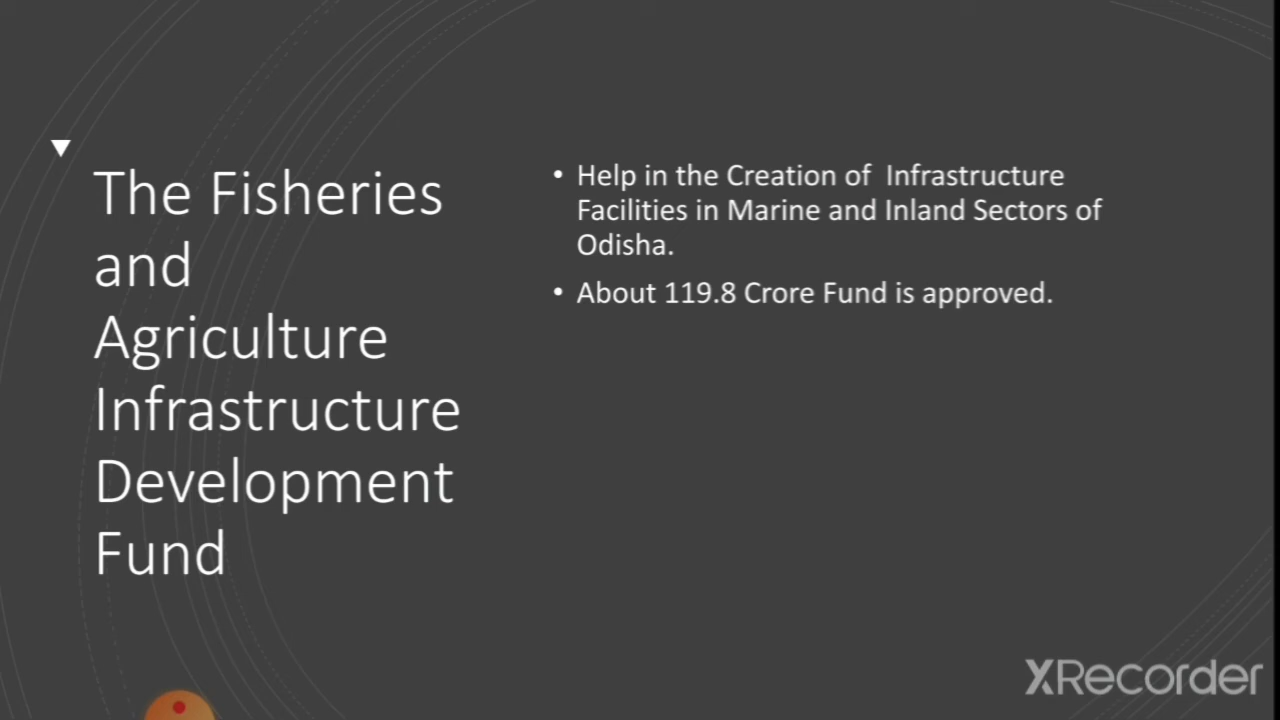 The Fisheries
and
Agriculture
Infrastructure
Development
Fund
• Help in the Creation of  Infrastructure
Facilities in Marine and Inland Sectors of
Odisha.
• About 119.8 Crore Fund is approved.
XRecorder